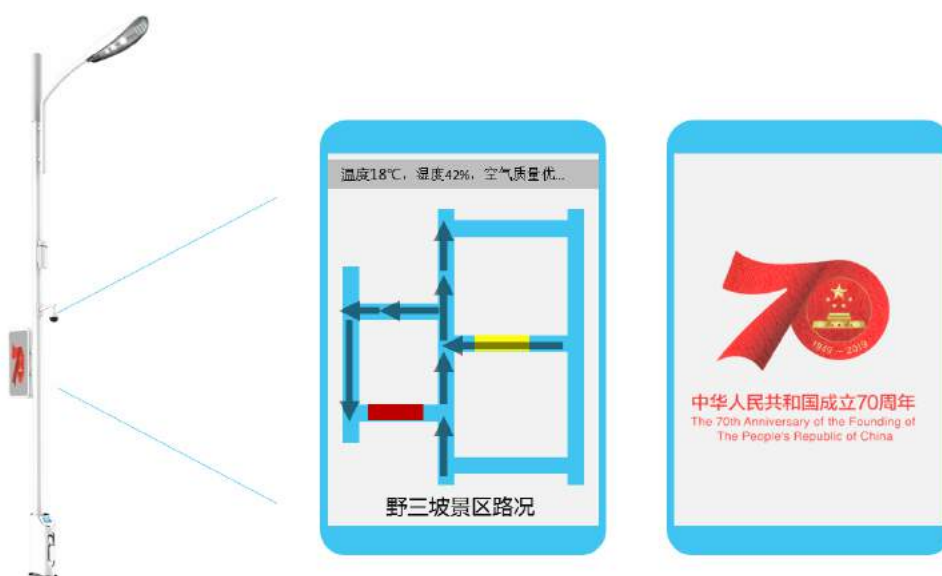 温度18℃，湿度42%，空气质量优...
野三坡景区路况
70
1949-2019
中华人民共和国成立70周年
The 70th Anniversary of the Founding of
The People's Republic of China
70